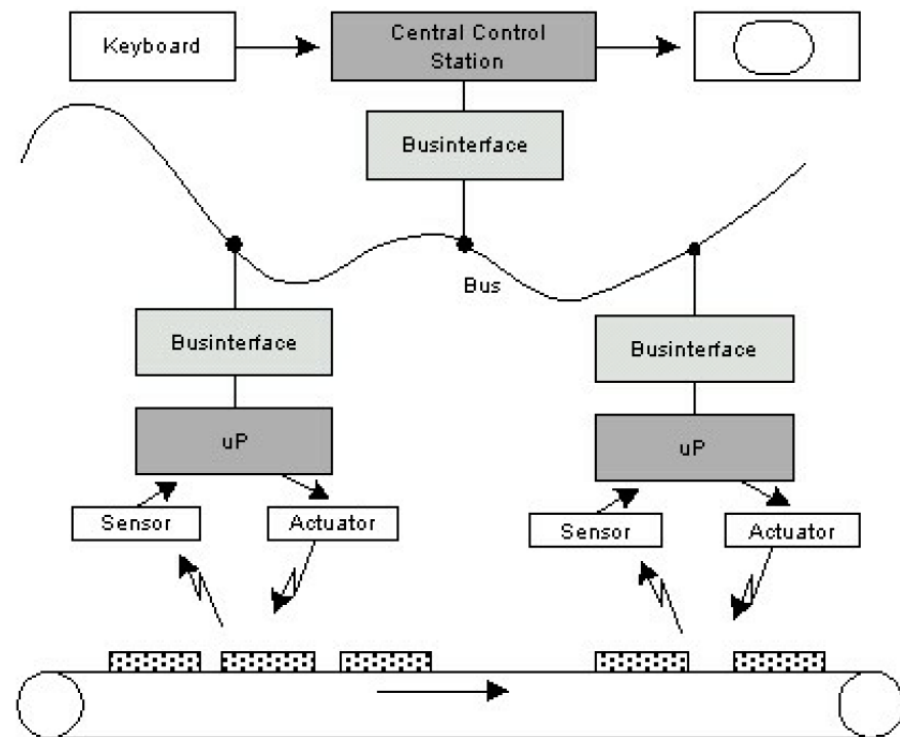 Keyboard
Central Control
Station
Businterface
Bus
Businterface
Businterface
uP
uP
Sensor
Actuator
Sensor
Actuator